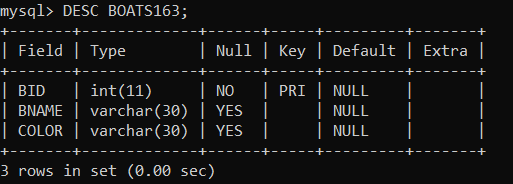 mysql> DESC BOATS163;
+-------+-------------+------+-----+---------+-------+
| Field | Type        | Null | Key | Default | Extra |
+-------+-------------+------+-----+---------+-------+
| BID   | int(11)     | NO   | PRI | NULL    |       |
| BNAME | varchar(30) | YES  |     | NULL    |       |
| COLOR | varchar(30) | YES  |     | NULL    |       |
+-------+-------------+------+-----+---------+-------+
3 rows in set (0.00 sec)